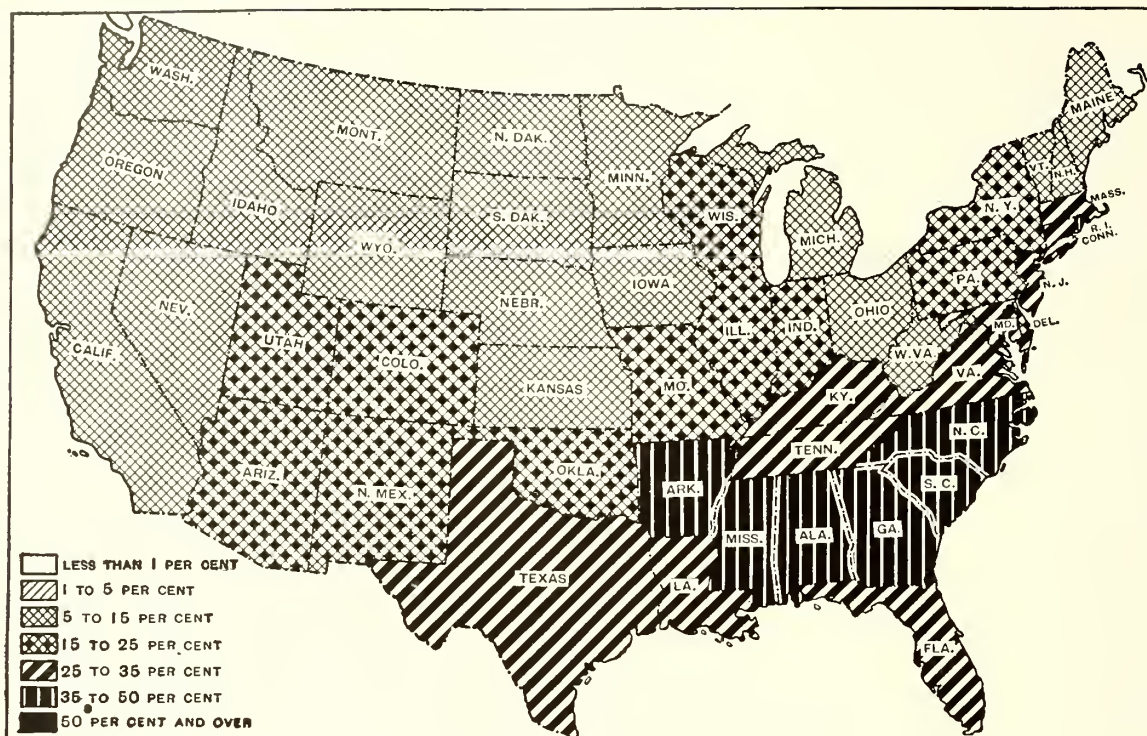 WASH.
MONT.
N. DAK.
MINN.
MAINE
OREGON
IDAHO
S. DAK.
WIS.
VT.
N.H.
MASS.
N. Y.
R. I.
CONN.
WYO.
MICH.
NEV.
NEBR.
IOWA
PA.
N. J.
CALIF.
UTAH
COLO.
KANSAS
MO.
ILL.
IND.
OHIO
W. VA.
MD.
DEL.
VA.
KY.
ARIZ.
N. MEX.
OKLA.
ARK.
TENN.
N. C.
S. C.
MISS.
ALA.
GA.
TEXAS
LA.
FLA.
LESS THAN 1 PER CENT
1 TO 5 PER CENT
5 TO 15 PER CENT
15 TO 25 PER CENT
25 TO 35 PER CENT
35 TO 50 PER CENT
50 PER CENT AND OVER